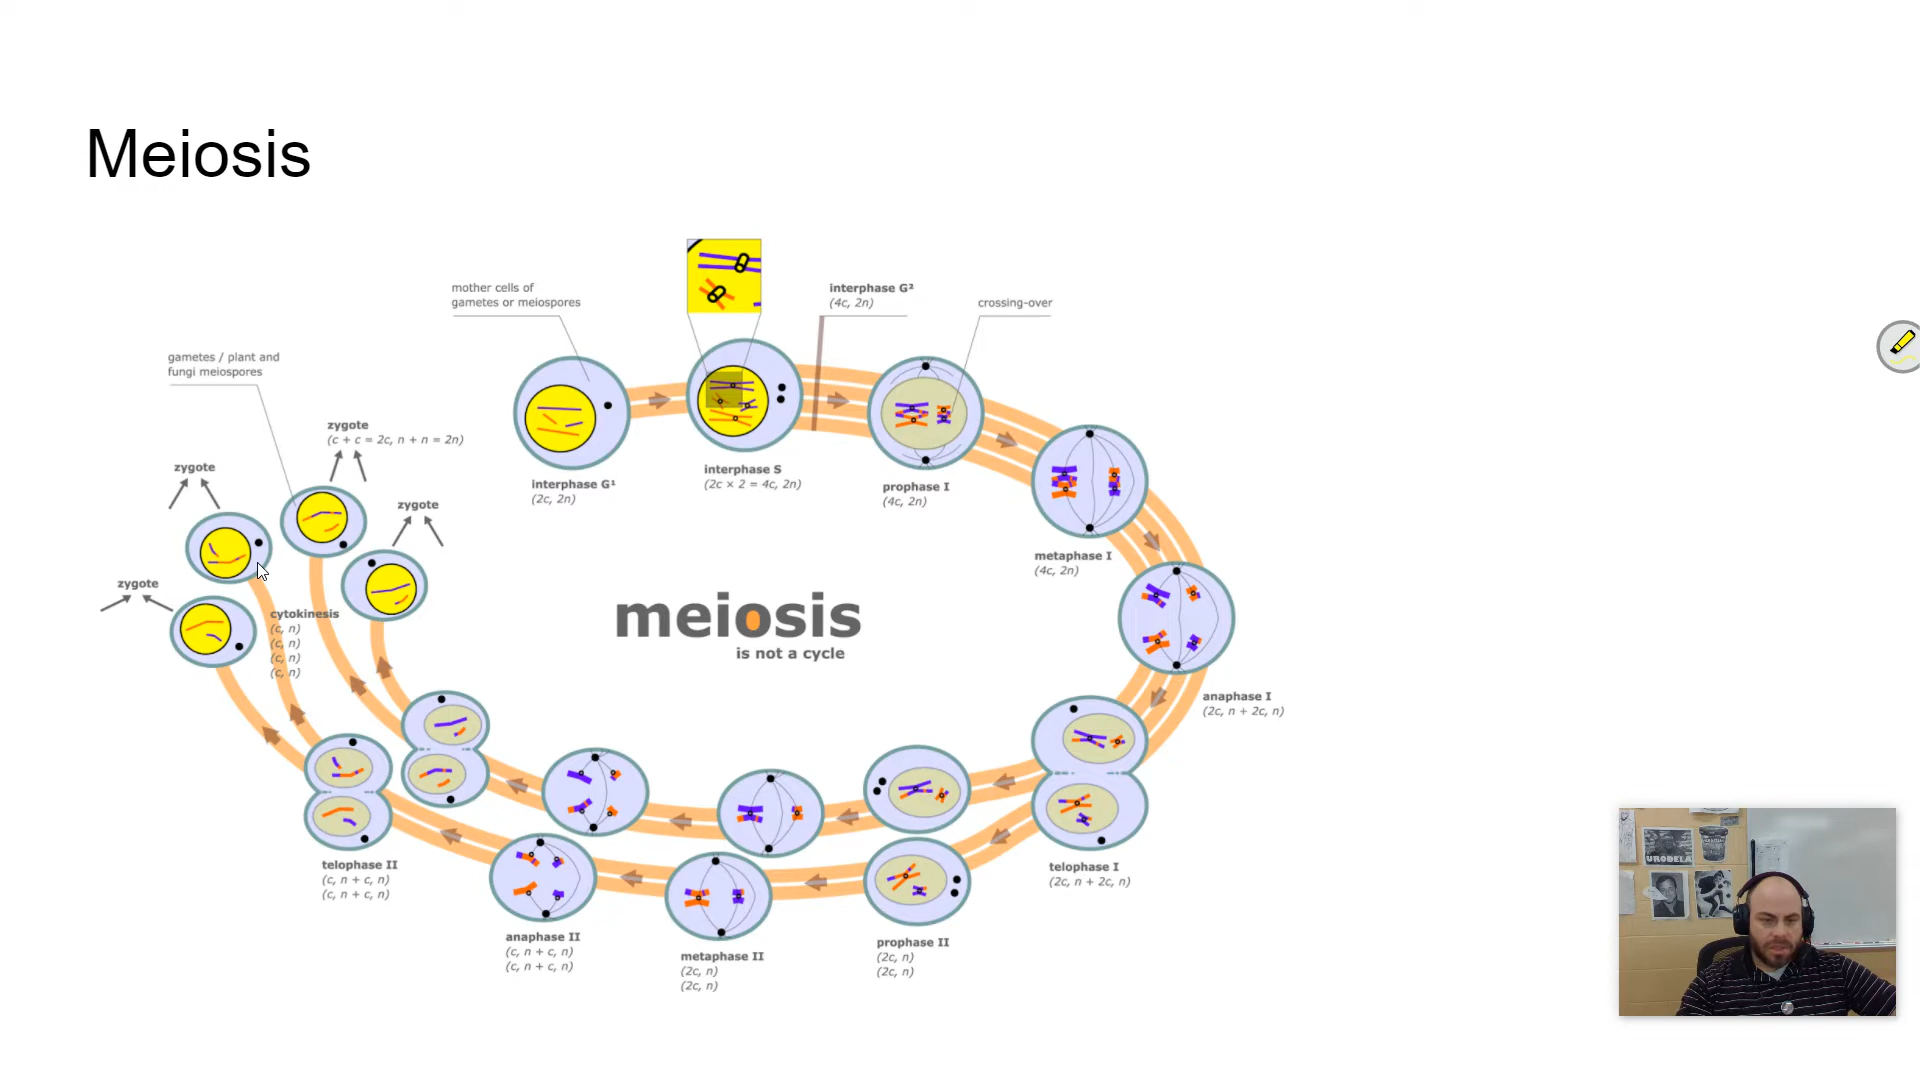 Meiosis
mother cells of
gametes or meiospores
interphase G²
(4c, 2n)
crossing-over
gametes / plant and
fungi meiospores
zygote
(c + c = 2c, n + n = 2n)
zygote
zygote
zygote
interphase G¹
(2c, 2n)
interphase S
(2c × 2 = 4c, 2n)
prophase I
(4c, 2n)
metaphase I
(4c, 2n)
anaphase I
(2c, n + 2c, n)
meiosis
is not a cycle
cytokinesis
(c, n)
(c, n)
(c, n)
(c, n)
telophase I
(2c, n + 2c, n)
telophase II
(c, n + c, n)
(c, n + c, n)
anaphase II
(c, n + c, n)
(c, n + c, n)
metaphase II
(2c, n)
(2c, n)
prophase II
(2c, n)
(2c, n)
URODELA